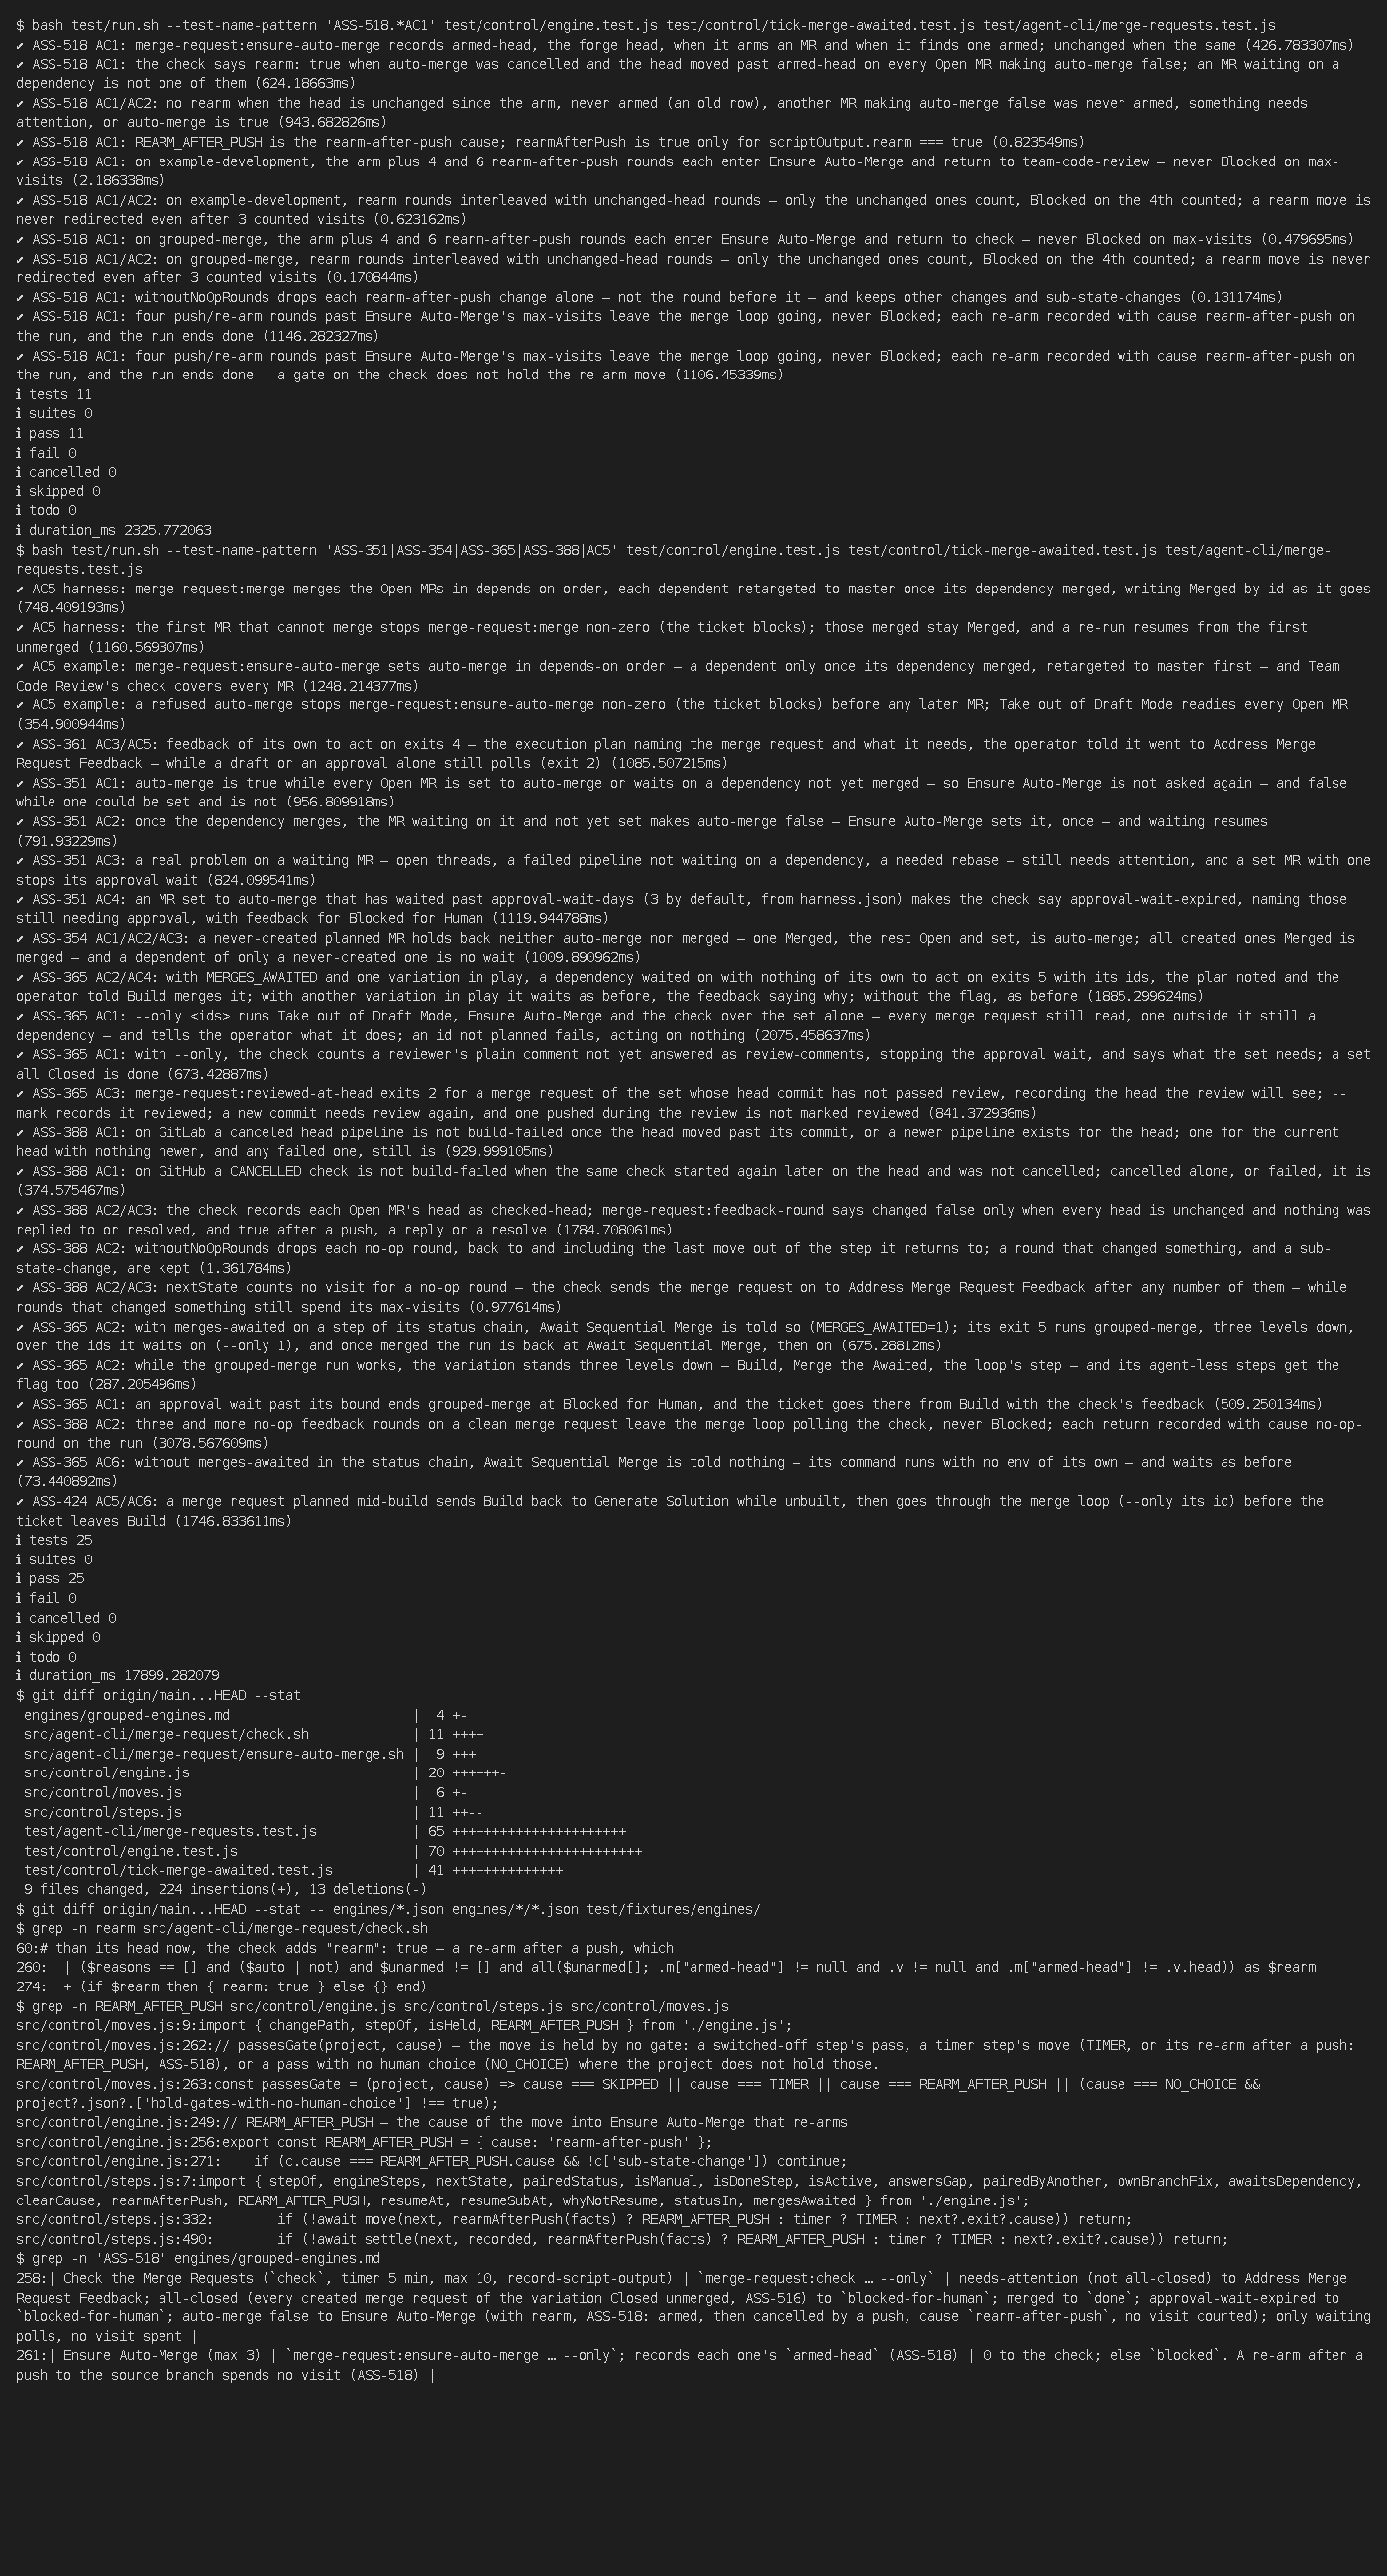 $ bash test/run.sh --test-name-pattern 'ASS-518.*AC1' test/control/engine.test.js test/control/tick-merge-awaited.test.js test/agent-cli/merge-requests.test.js
✔ ASS-518 AC1: merge-request:ensure-auto-merge records armed-head, the forge head, when it arms an MR and when it finds one armed; unchanged when the same (426.783307ms)
✔ ASS-518 AC1: the check says rearm: true when auto-merge was cancelled and the head moved past armed-head on every Open MR making auto-merge false; an MR waiting on a
dependency is not one of them (624.18663ms)
✔ ASS-518 AC1/AC2: no rearm when the head is unchanged since the arm, never armed (an old row), another MR making auto-merge false was never armed, something needs
attention, or auto-merge is true (943.682826ms)
✔ ASS-518 AC1: REARM_AFTER_PUSH is the rearm-after-push cause; rearmAfterPush is true only for scriptOutput.rearm === true (0.823549ms)
✔ ASS-518 AC1: on example-development, the arm plus 4 and 6 rearm-after-push rounds each enter Ensure Auto-Merge and return to team-code-review — never Blocked on max-
visits (2.186338ms)
✔ ASS-518 AC1/AC2: on example-development, rearm rounds interleaved with unchanged-head rounds — only the unchanged ones count, Blocked on the 4th counted; a rearm move is
never redirected even after 3 counted visits (0.623162ms)
✔ ASS-518 AC1: on grouped-merge, the arm plus 4 and 6 rearm-after-push rounds each enter Ensure Auto-Merge and return to check — never Blocked on max-visits (0.479695ms)
✔ ASS-518 AC1/AC2: on grouped-merge, rearm rounds interleaved with unchanged-head rounds — only the unchanged ones count, Blocked on the 4th counted; a rearm move is never
redirected even after 3 counted visits (0.170844ms)
✔ ASS-518 AC1: withoutNoOpRounds drops each rearm-after-push change alone — not the round before it — and keeps other changes and sub-state-changes (0.131174ms)
✔ ASS-518 AC1: four push/re-arm rounds past Ensure Auto-Merge's max-visits leave the merge loop going, never Blocked; each re-arm recorded with cause rearm-after-push on
the run, and the run ends done (1146.282327ms)
✔ ASS-518 AC1: four push/re-arm rounds past Ensure Auto-Merge's max-visits leave the merge loop going, never Blocked; each re-arm recorded with cause rearm-after-push on
the run, and the run ends done — a gate on the check does not hold the re-arm move (1106.45339ms)
ℹ tests 11
ℹ suites 0
ℹ pass 11
ℹ fail 0
ℹ cancelled 0
ℹ skipped 0
ℹ todo 0
ℹ duration_ms 2325.772063
$ bash test/run.sh --test-name-pattern 'ASS-351|ASS-354|ASS-365|ASS-388|AC5' test/control/engine.test.js test/control/tick-merge-awaited.test.js test/agent-cli/merge-
requests.test.js
✔ AC5 harness: merge-request:merge merges the Open MRs in depends-on order, each dependent retargeted to master once its dependency merged, writing Merged by id as it goes
(748.409193ms)
✔ AC5 harness: the first MR that cannot merge stops merge-request:merge non-zero (the ticket blocks); those merged stay Merged, and a re-run resumes from the first
unmerged (1160.569307ms)
✔ AC5 example: merge-request:ensure-auto-merge sets auto-merge in depends-on order — a dependent only once its dependency merged, retargeted to master first — and Team
Code Review's check covers every MR (1248.214377ms)
✔ AC5 example: a refused auto-merge stops merge-request:ensure-auto-merge non-zero (the ticket blocks) before any later MR; Take out of Draft Mode readies every Open MR
(354.900944ms)
✔ ASS-361 AC3/AC5: feedback of its own to act on exits 4 — the execution plan naming the merge request and what it needs, the operator told it went to Address Merge
Request Feedback — while a draft or an approval alone still polls (exit 2) (1085.507215ms)
✔ ASS-351 AC1: auto-merge is true while every Open MR is set to auto-merge or waits on a dependency not yet merged — so Ensure Auto-Merge is not asked again — and false
while one could be set and is not (956.809918ms)
✔ ASS-351 AC2: once the dependency merges, the MR waiting on it and not yet set makes auto-merge false — Ensure Auto-Merge sets it, once — and waiting resumes
(791.93229ms)
✔ ASS-351 AC3: a real problem on a waiting MR — open threads, a failed pipeline not waiting on a dependency, a needed rebase — still needs attention, and a set MR with one
stops its approval wait (824.099541ms)
✔ ASS-351 AC4: an MR set to auto-merge that has waited past approval-wait-days (3 by default, from harness.json) makes the check say approval-wait-expired, naming those
still needing approval, with feedback for Blocked for Human (1119.944788ms)
✔ ASS-354 AC1/AC2/AC3: a never-created planned MR holds back neither auto-merge nor merged — one Merged, the rest Open and set, is auto-merge; all created ones Merged is
merged — and a dependent of only a never-created one is no wait (1009.890962ms)
✔ ASS-365 AC2/AC4: with MERGES_AWAITED and one variation in play, a dependency waited on with nothing of its own to act on exits 5 with its ids, the plan noted and the
operator told Build merges it; with another variation in play it waits as before, the feedback saying why; without the flag, as before (1885.299624ms)
✔ ASS-365 AC1: --only <ids> runs Take out of Draft Mode, Ensure Auto-Merge and the check over the set alone — every merge request still read, one outside it still a
dependency — and tells the operator what it does; an id not planned fails, acting on nothing (2075.458637ms)
✔ ASS-365 AC1: with --only, the check counts a reviewer's plain comment not yet answered as review-comments, stopping the approval wait, and says what the set needs; a set
all Closed is done (673.42887ms)
✔ ASS-365 AC3: merge-request:reviewed-at-head exits 2 for a merge request of the set whose head commit has not passed review, recording the head the review will see; --
mark records it reviewed; a new commit needs review again, and one pushed during the review is not marked reviewed (841.372936ms)
✔ ASS-388 AC1: on GitLab a canceled head pipeline is not build-failed once the head moved past its commit, or a newer pipeline exists for the head; one for the current
head with nothing newer, and any failed one, still is (929.999105ms)
✔ ASS-388 AC1: on GitHub a CANCELLED check is not build-failed when the same check started again later on the head and was not cancelled; cancelled alone, or failed, it is
(374.575467ms)
✔ ASS-388 AC2/AC3: the check records each Open MR's head as checked-head; merge-request:feedback-round says changed false only when every head is unchanged and nothing was
replied to or resolved, and true after a push, a reply or a resolve (1784.708061ms)
✔ ASS-388 AC2: withoutNoOpRounds drops each no-op round, back to and including the last move out of the step it returns to; a round that changed something, and a sub-
state-change, are kept (1.361784ms)
✔ ASS-388 AC2/AC3: nextState counts no visit for a no-op round — the check sends the merge request on to Address Merge Request Feedback after any number of them — while
rounds that changed something still spend its max-visits (0.977614ms)
✔ ASS-365 AC2: with merges-awaited on a step of its status chain, Await Sequential Merge is told so (MERGES_AWAITED=1); its exit 5 runs grouped-merge, three levels down,
over the ids it waits on (--only 1), and once merged the run is back at Await Sequential Merge, then on (675.28812ms)
✔ ASS-365 AC2: while the grouped-merge run works, the variation stands three levels down — Build, Merge the Awaited, the loop's step — and its agent-less steps get the
flag too (287.205496ms)
✔ ASS-365 AC1: an approval wait past its bound ends grouped-merge at Blocked for Human, and the ticket goes there from Build with the check's feedback (509.250134ms)
✔ ASS-388 AC2: three and more no-op feedback rounds on a clean merge request leave the merge loop polling the check, never Blocked; each return recorded with cause no-op-
round on the run (3078.567609ms)
✔ ASS-365 AC6: without merges-awaited in the status chain, Await Sequential Merge is told nothing — its command runs with no env of its own — and waits as before
(73.440892ms)
✔ ASS-424 AC5/AC6: a merge request planned mid-build sends Build back to Generate Solution while unbuilt, then goes through the merge loop (--only its id) before the
ticket leaves Build (1746.833611ms)
ℹ tests 25
ℹ suites 0
ℹ pass 25
ℹ fail 0
ℹ cancelled 0
ℹ skipped 0
ℹ todo 0
ℹ duration_ms 17899.282079
$ git diff origin/main...HEAD --stat
 engines/grouped-engines.md                       |  4 +-
 src/agent-cli/merge-request/check.sh             | 11 ++++
 src/agent-cli/merge-request/ensure-auto-merge.sh |  9 +++
 src/control/engine.js                            | 20 ++++++-
 src/control/moves.js                             |  6 +-
 src/control/steps.js                             | 11 ++--
 test/agent-cli/merge-requests.test.js            | 65 ++++++++++++++++++++++
 test/control/engine.test.js                      | 70 ++++++++++++++++++++++++
 test/control/tick-merge-awaited.test.js          | 41 ++++++++++++++
 9 files changed, 224 insertions(+), 13 deletions(-)
$ git diff origin/main...HEAD --stat -- engines/*.json engines/*/*.json test/fixtures/engines/
$ grep -n rearm src/agent-cli/merge-request/check.sh
60:# than its head now, the check adds "rearm": true — a re-arm after a push, which
260:  | ($reasons == [] and ($auto | not) and $unarmed != [] and all($unarmed[]; .m["armed-head"] != null and .v != null and .m["armed-head"] != .v.head)) as $rearm
274:  + (if $rearm then { rearm: true } else {} end)
$ grep -n REARM_AFTER_PUSH src/control/engine.js src/control/steps.js src/control/moves.js
src/control/moves.js:9:import { changePath, stepOf, isHeld, REARM_AFTER_PUSH } from './engine.js';
src/control/moves.js:262:// passesGate(project, cause) — the move is held by no gate: a switched-off step's pass, a timer step's move (TIMER, or its re-arm after a push:
REARM_AFTER_PUSH, ASS-518), or a pass with no human choice (NO_CHOICE) where the project does not hold those.
src/control/moves.js:263:const passesGate = (project, cause) => cause === SKIPPED || cause === TIMER || cause === REARM_AFTER_PUSH || (cause === NO_CHOICE &&
project?.json?.['hold-gates-with-no-human-choice'] !== true);
src/control/engine.js:249:// REARM_AFTER_PUSH — the cause of the move into Ensure Auto-Merge that re-arms
src/control/engine.js:256:export const REARM_AFTER_PUSH = { cause: 'rearm-after-push' };
src/control/engine.js:271:    if (c.cause === REARM_AFTER_PUSH.cause && !c['sub-state-change']) continue;
src/control/steps.js:7:import { stepOf, engineSteps, nextState, pairedStatus, isManual, isDoneStep, isActive, answersGap, pairedByAnother, ownBranchFix, awaitsDependency,
clearCause, rearmAfterPush, REARM_AFTER_PUSH, resumeAt, resumeSubAt, whyNotResume, statusIn, mergesAwaited } from './engine.js';
src/control/steps.js:332:        if (!await move(next, rearmAfterPush(facts) ? REARM_AFTER_PUSH : timer ? TIMER : next?.exit?.cause)) return;
src/control/steps.js:490:        if (!await settle(next, recorded, rearmAfterPush(facts) ? REARM_AFTER_PUSH : timer ? TIMER : next?.exit?.cause)) return;
$ grep -n 'ASS-518' engines/grouped-engines.md
258:| Check the Merge Requests (`check`, timer 5 min, max 10, record-script-output) | `merge-request:check … --only` | needs-attention (not all-closed) to Address Merge
Request Feedback; all-closed (every created merge request of the variation Closed unmerged, ASS-516) to `blocked-for-human`; merged to `done`; approval-wait-expired to
`blocked-for-human`; auto-merge false to Ensure Auto-Merge (with rearm, ASS-518: armed, then cancelled by a push, cause `rearm-after-push`, no visit counted); only waiting
polls, no visit spent |
261:| Ensure Auto-Merge (max 3) | `merge-request:ensure-auto-merge … --only`; records each one's `armed-head` (ASS-518) | 0 to the check; else `blocked`. A re-arm after a
push to the source branch spends no visit (ASS-518) |